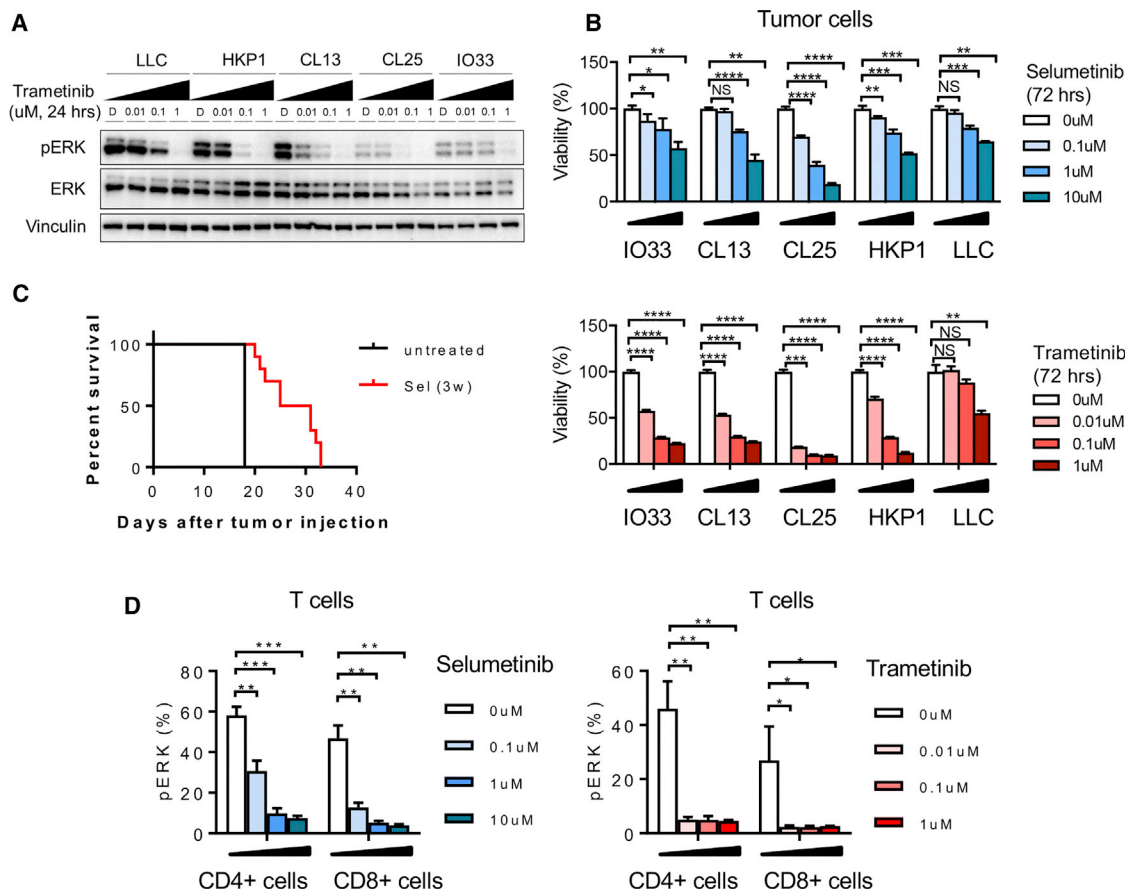 A
LLC HKP1 CL13 CL25 IO33
Trametinib
(uM, 24 hrs) D 0.01 0.1 1 D 0.01 0.1 1 D 0.01 0.1 1 D 0.01 0.1 1 D 0.01 0.1 1
pERK
ERK
Vinculin
B
Tumor cells
Viability (%)
150
100
50
0
** * * ** **** NS **** **** **** *** *** ** ** *** NS
IO33 CL13 CL25 HKP1 LLC
Selumetinib
(72 hrs)
0uM
0.1uM
1uM
10uM
Viability (%)
150
100
50
0
**** **** **** **** **** **** **** **** *** **** **** **** ** NS NS
IO33 CL13 CL25 HKP1 LLC
Trametinib
(72 hrs)
0uM
0.01uM
0.1uM
1uM
C
Percent survival
100
50
0
0 10 20 30 40
Days after tumor injection
untreated
Sel (3w)
D
T cells
pERK (%)
80
60
40
20
0
*** *** ** ** ** **
CD4+ cells CD8+ cells
Selumetinib
0uM
0.1uM
1uM
10uM
T cells
pERK (%)
60
40
20
0
** ** ** * * *
CD4+ cells CD8+ cells
Trametinib
0uM
0.01uM
0.1uM
1uM